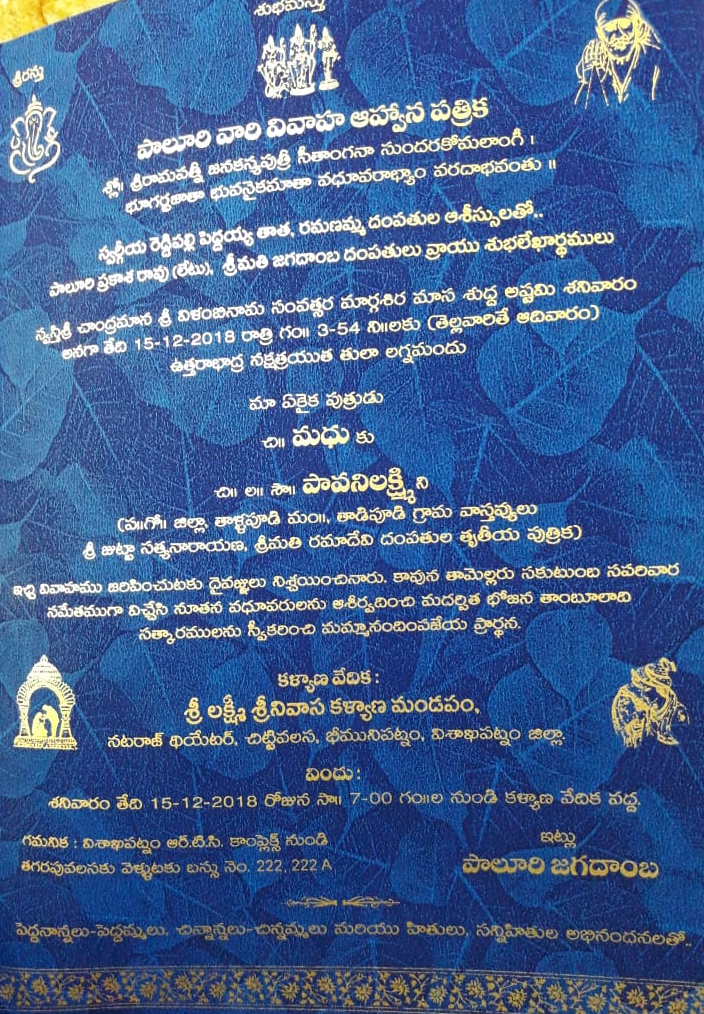 శుభమస్తు
శ్రీరస్తు
పాలూరి వారి వివాహ ఆహ్వాన పత్రిక
శ్లో॥ శ్రీరామపత్నీ జనకస్యపుత్రీ సీతాంగనా సుందరకోమలాంగీ ।
భూగర్భజాతా భువనైకమాతా వధూవరాభ్యాం వరదాభవంతు ॥
స్వర్గీయ రెడ్డిపల్లి పెద్దయ్య తాత, రమణమ్మ దంపతుల ఆశీస్సులతో..
పాలూరి ప్రకాశ రావు (లేటు), శ్రీమతి జగదాంబ దంపతులు వ్రాయు శుభలేఖార్థములు
స్వస్తిశ్రీ చాంద్రమాన శ్రీ విళంబినామ సంవత్సర మార్గశిర మాస శుద్ధ అష్టమి శనివారం
అనగా తేది 15-12-2018 రాత్రి గం॥ 3-54 ని॥లకు (తెల్లవారితే ఆదివారం)
ఉత్తరాభాద్ర నక్షత్రయుత తులా లగ్నమందు
మా ఏకైక పుత్రుడు
చి॥ మధు కు
చి॥ ల॥ సౌ॥ పావనిలక్ష్మి ని
(ప॥గో॥ జిల్లా, తాళ్ళపూడి మం॥, తాడిపూడి గ్రామ వాస్తవ్యులు
శ్రీ జుట్టా సత్యనారాయణ, శ్రీమతి రమాదేవి దంపతుల తృతీయ పుత్రిక)
ఇచ్చి వివాహము జరిపించుటకు దైవజ్ఞులు నిశ్చయించినారు. కావున తామెల్లరు సకుటుంబ సపరివార
సమేతముగా విచ్చేసి నూతన వధూవరులను ఆశీర్వదించి మదర్పిత భోజన తాంబూలాది
సత్కారములను స్వీకరించి మమ్మానందింపజేయ ప్రార్థన.
కళ్యాణ వేదిక :
శ్రీ లక్ష్మీ శ్రీనివాస కళ్యాణ మండపం,
నటరాజ్ థియేటర్, చిట్టివలస, భీమునిపట్నం, విశాఖపట్నం జిల్లా.
విందు :
శనివారం తేది 15-12-2018 రోజున సా॥ 7-00 గం॥ల నుండి కళ్యాణ వేదిక వద్ద.
గమనిక : విశాఖపట్నం ఆర్.టి.సి. కాంప్లెక్స్ నుండి
తగరపువలసకు వెళ్ళుటకు బస్సు నెం. 222, 222 A
ఇట్లు
పాలూరి జగదాంబ
పెద్దనాన్నలు-పెద్దమ్మలు, చిన్నాన్నలు-చిన్నమ్మలు మరియు హితులు, సన్నిహితుల అభినందనలతో..